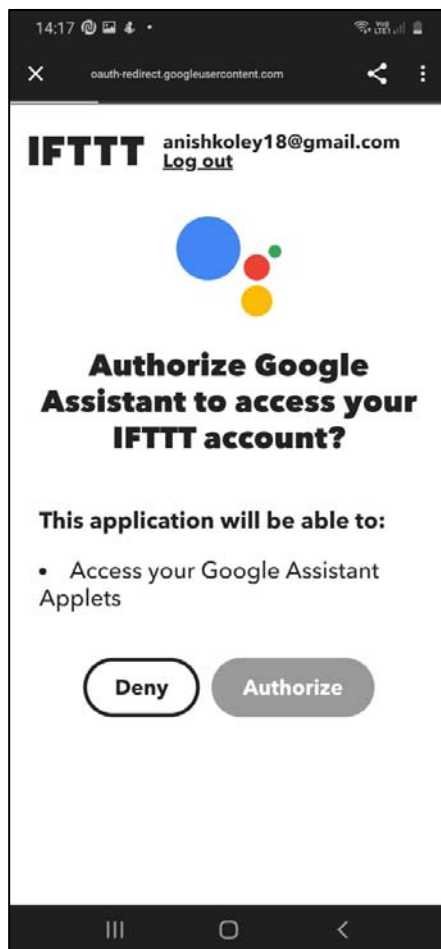 14:17
oauth-redirect.googleusercontent.com
IFTTT anishkoley18@gmail.com
Log out
Authorize Google
Assistant to access your
IFTTT account?
This application will be able to:
• Access your Google Assistant
Applets
Deny Authorize